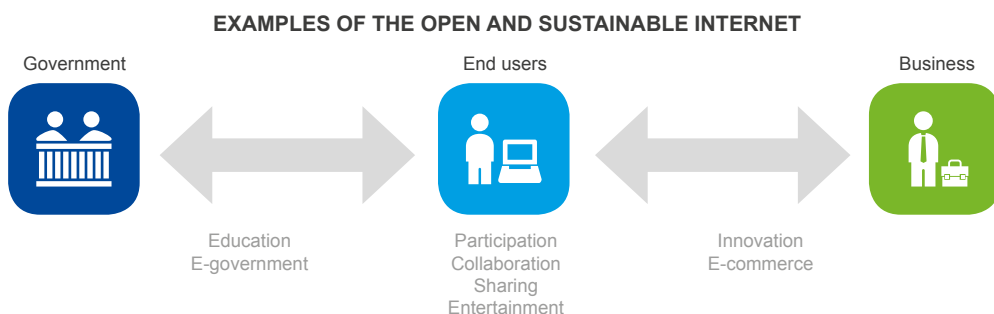 EXAMPLES OF THE OPEN AND SUSTAINABLE INTERNET
Government
End users
Business
Education
E-government
Participation
Collaboration
Sharing
Entertainment
Innovation
E-commerce